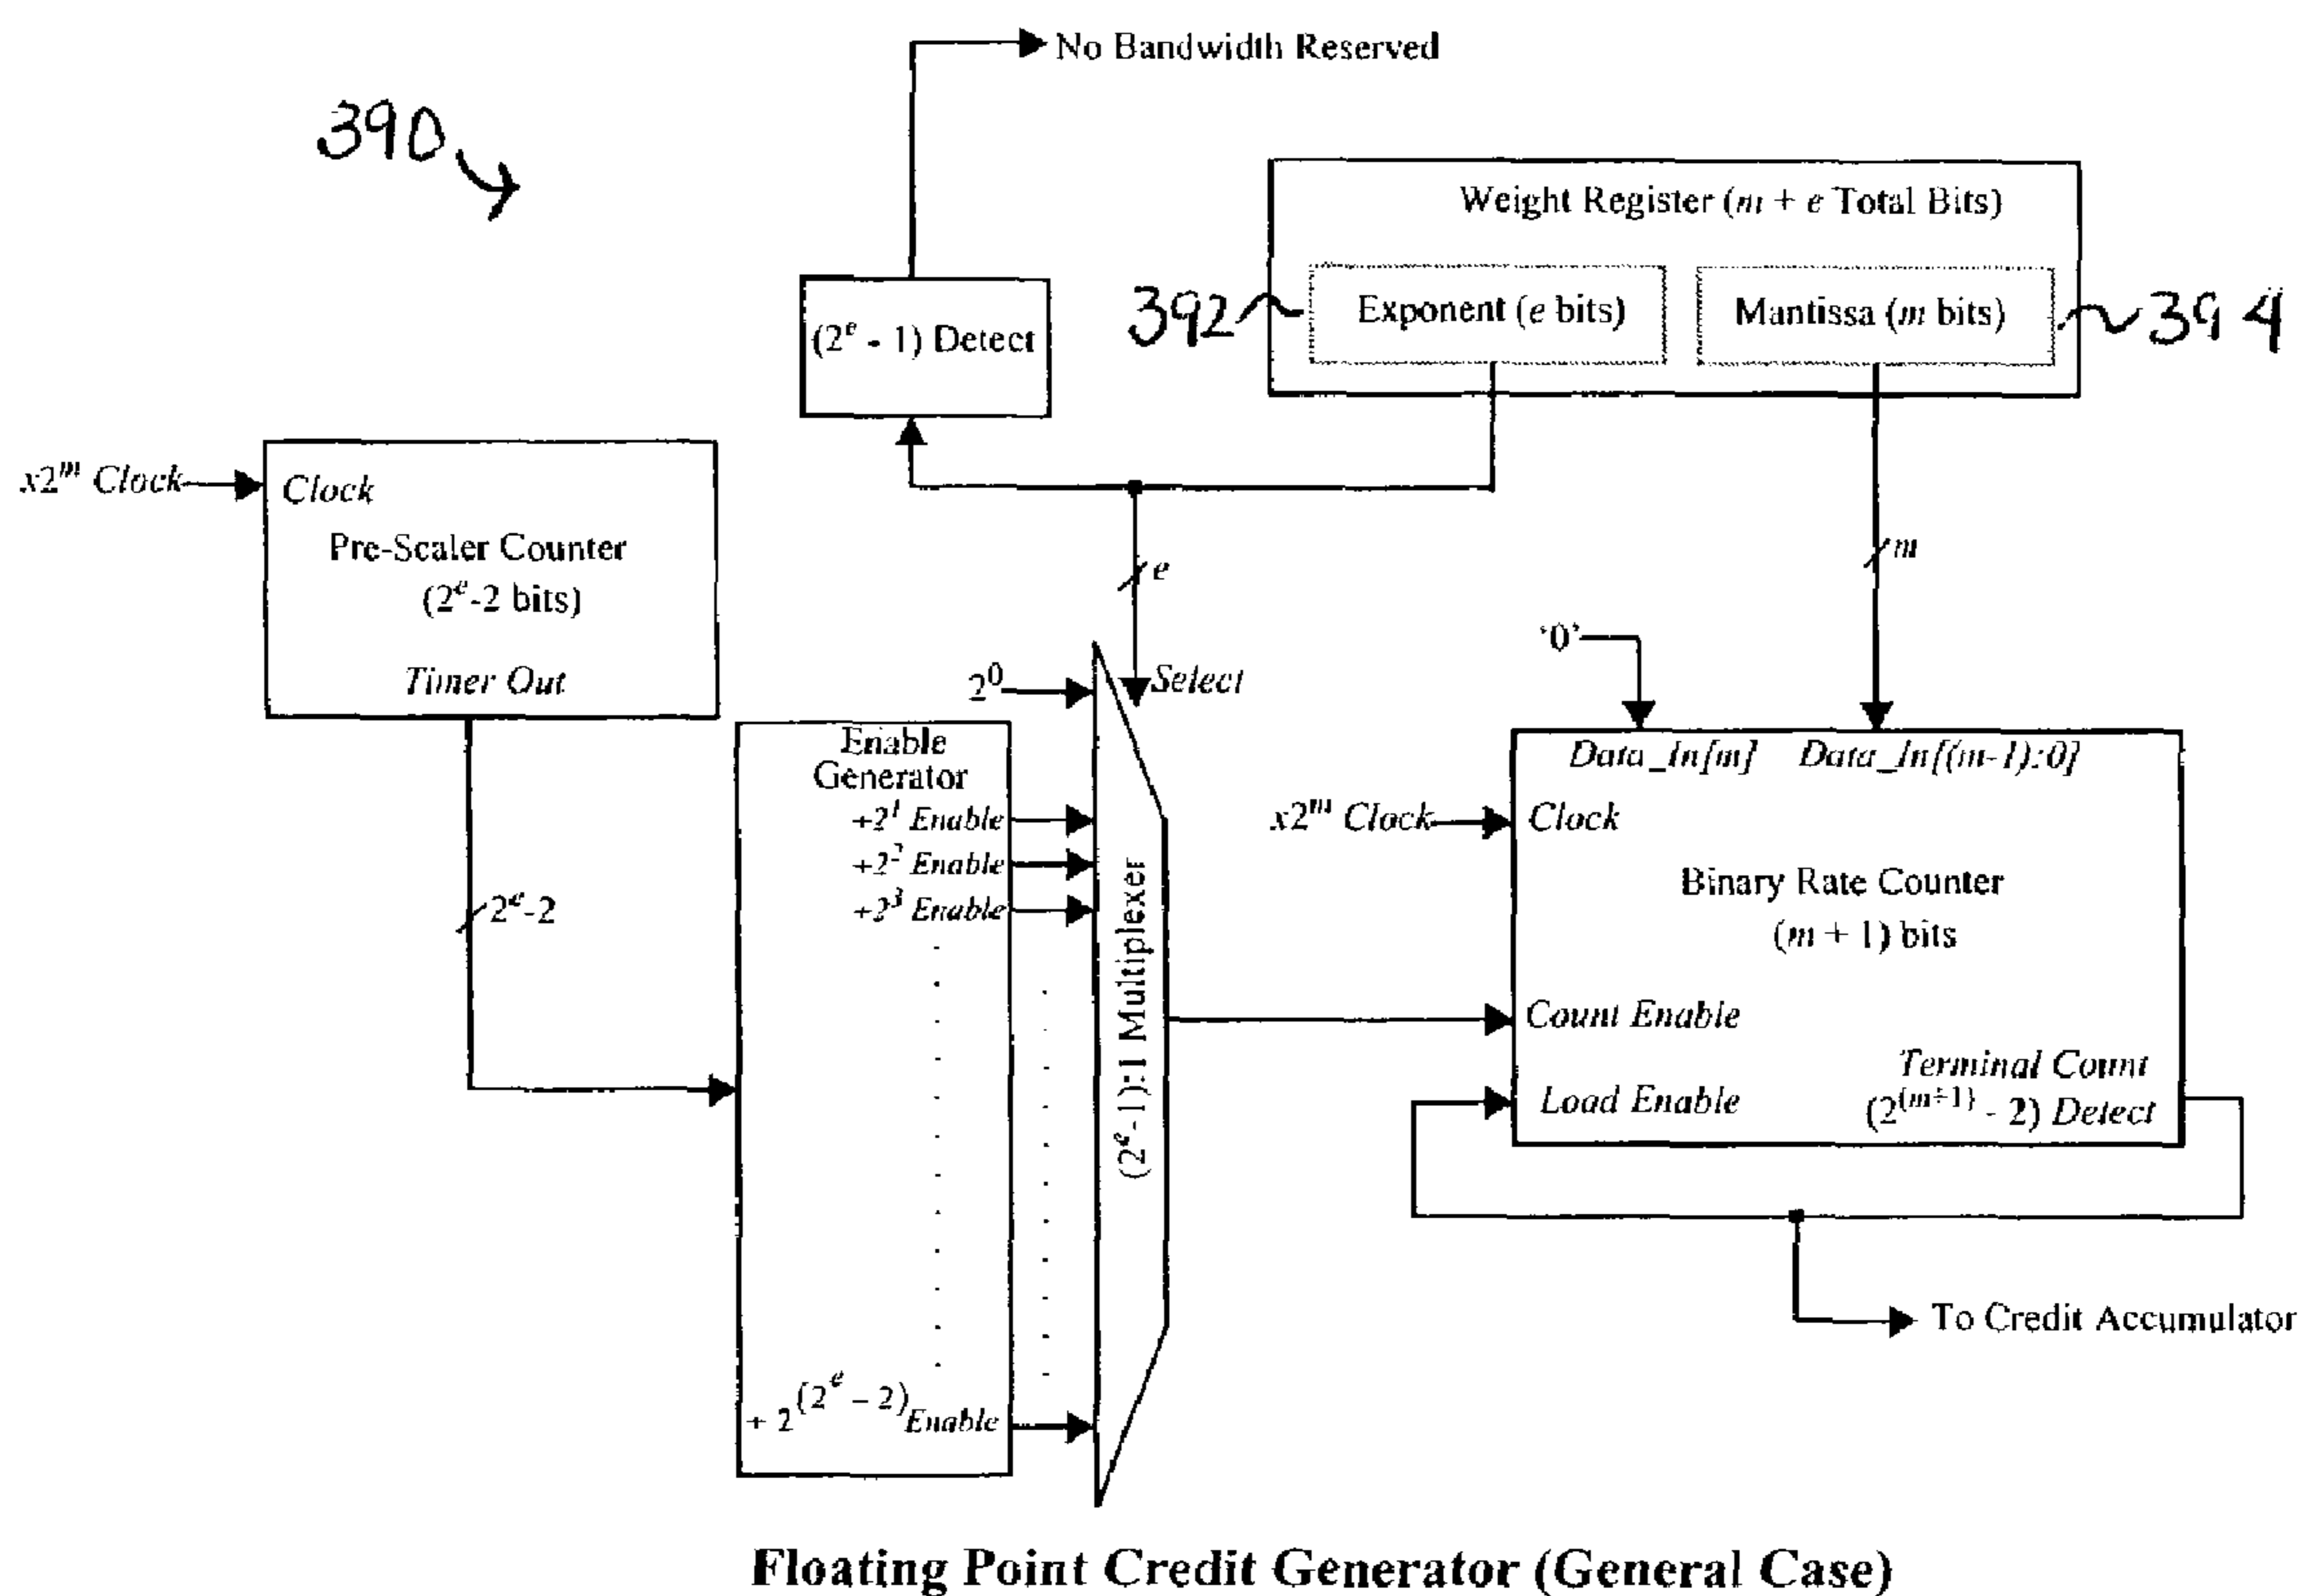 No Bandwidth Reserved
390
Weight Register (m + e Total Bits)
392
Exponent (e bits)
Mantissa (m bits)
394
(2^e - 1) Detect
x2^m Clock
Clock
Pre-Scaler Counter
(2^e-2 bits)
Timer Out
e
m
'0'
2^0
Select
Enable
Generator
÷2^1 Enable
÷2^2 Enable
÷2^3 Enable
÷ 2^(2^e - 2) Enable
2^e-2
(2^e-1):1 Multiplexer
Data_In[m]
Data_In[(m-1):0]
x2^m Clock
Clock
Binary Rate Counter
(m + 1) bits
Count Enable
Load Enable
Terminal Count
(2^(m+1) - 2) Detect
To Credit Accumulator
Floating Point Credit Generator (General Case)